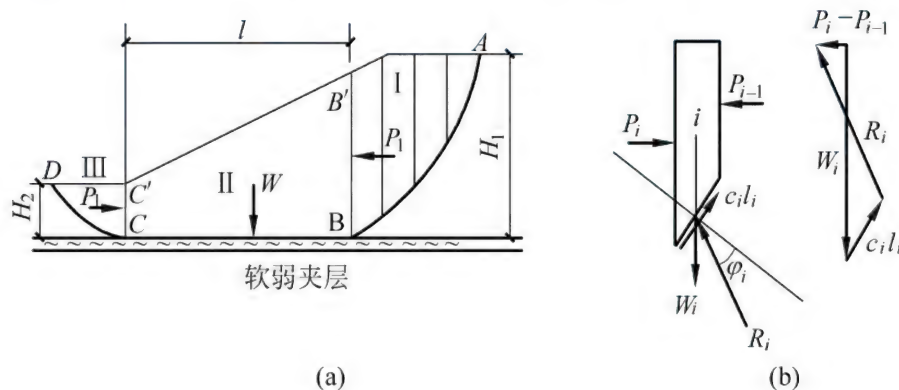 l
A
I
B′
P₁
H₁
D
III
C′
P₁
II
W
H₂
C
B
软弱夹层
(a)
Pᵢ₋₁
i
Pᵢ
cᵢlᵢ
φᵢ
Wᵢ
Rᵢ
Pᵢ−Pᵢ₋₁
Rᵢ
Wᵢ
cᵢlᵢ
(b)